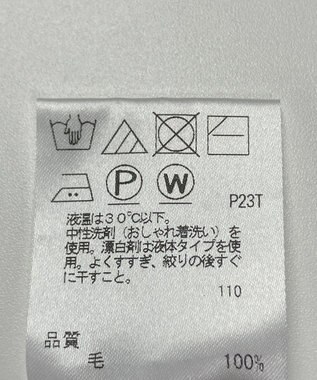 P W P23T
液温は30℃以下。
中性洗剤（おしゃれ着洗い）を
使用。漂白剤は液体タイプを使
用。よくすすぎ、絞りの後すぐ
に干すこと。
110
品質
毛 100%